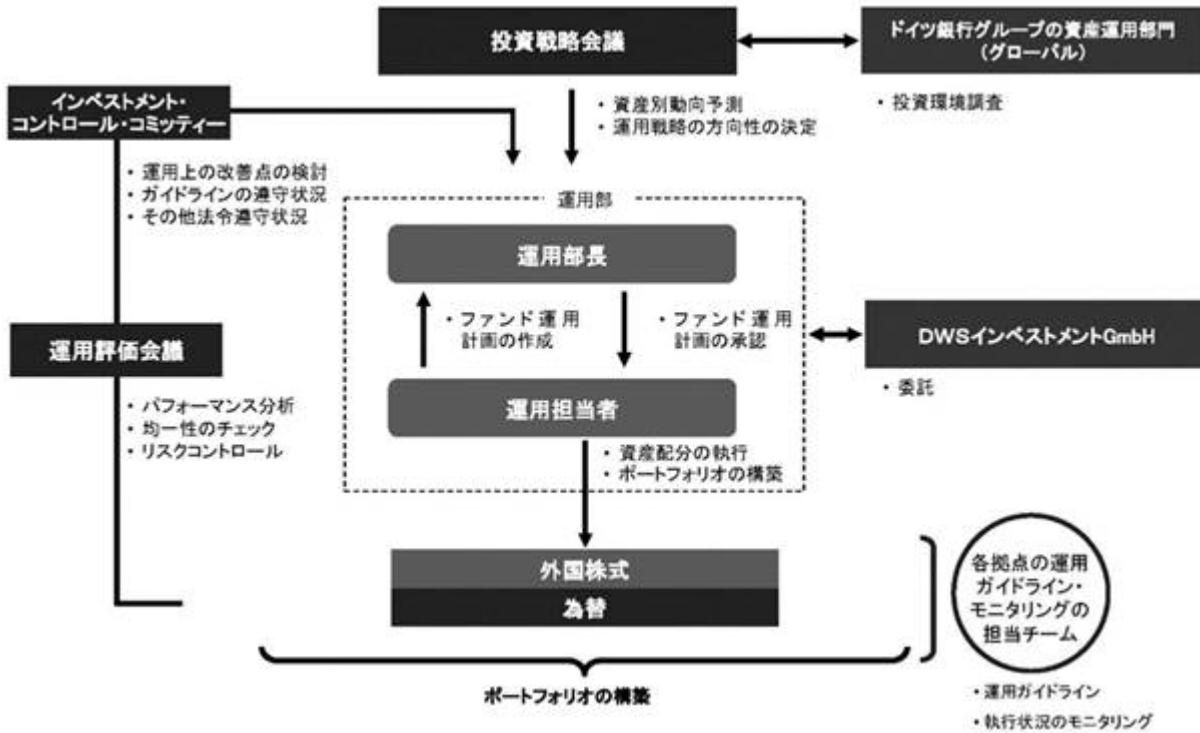 投資戦略会議
ドイツ銀行グループの資産運用部門
(グローバル)
・投資環境調査
・資産別動向予測
・運用戦略の方向性の決定
インベストメント・
コントロール・コミッティー
・運用上の改善点の検討
・ガイドラインの遵守状況
・その他法令遵守状況
運用部
運用部長
・ファンド運用
計画の作成
・ファンド運用
計画の承認
運用担当者
DWSインベストメントGmbH
・委託
運用評価会議
・パフォーマンス分析
・均一性のチェック
・リスクコントロール
・資産配分の執行
・ポートフォリオの構築
外国株式
為替
ポートフォリオの構築
各拠点の運用
ガイドライン・
モニタリングの
担当チーム
・運用ガイドライン
・執行状況のモニタリング